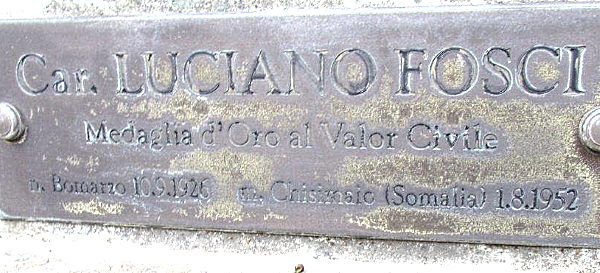 Car. LUCIANO FOSCI
Medaglia d'Oro al Valor Civile
n. Bomarzo 10.9.1926 m. Chisimaio (Somalia) 1.8.1952